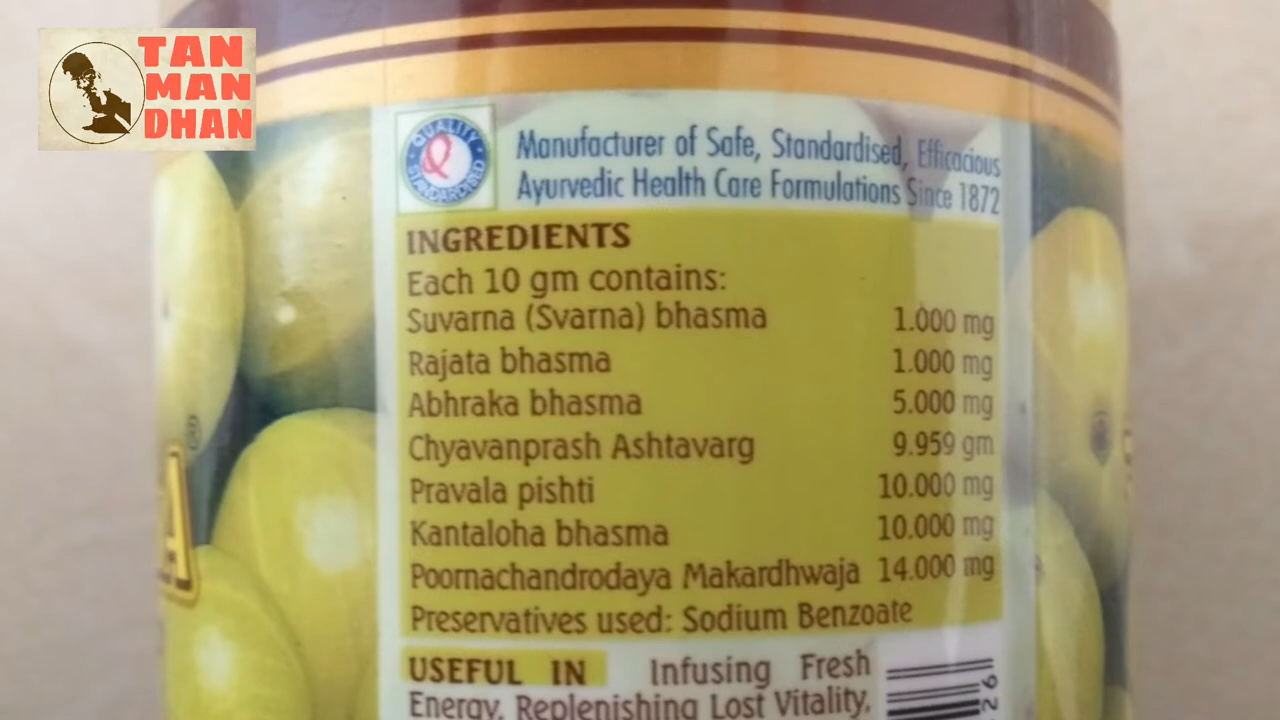 TAN
MAN
DHAN
QUALITY
Q
STANDARDISED
Manufacturer of Safe, Standardised, Efficacious
Ayurvedic Health Care Formulations Since 1872
INGREDIENTS
Each 10 gm contains:
Suvarna (Svarna) bhasma 1.000 mg
Rajata bhasma 1.000 mg
Abhraka bhasma 5.000 mg
Chyavanprash Ashtavarg 9.959 gm
Pravala pishti 10.000 mg
Kantaloha bhasma 10.000 mg
Poornachandrodaya Makardhwaja 14.000 mg
Preservatives used: Sodium Benzoate
USEFUL IN Infusing Fresh
Energy, Replenishing Lost Vitality,
A®